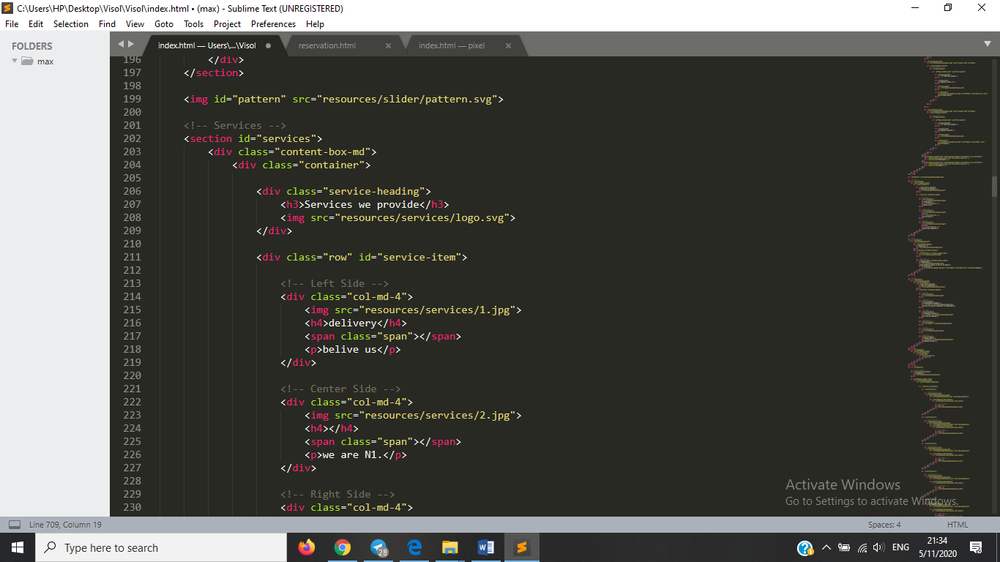 C:\Users\HP\Desktop\Visol\Visol\index.html • (max) - Sublime Text (UNREGISTERED)
File Edit Selection Find View Goto Tools Project Preferences Help
FOLDERS
max
index.html — Users\...\Visol
reservation.html
index.html — pixel
196 </div>
197 </section>
198
199 <img id="pattern" src="resources/slider/pattern.svg">
200
201 <!-- Services -->
202 <section id="services">
203 <div class="content-box-md">
204 <div class="container">
205
206 <div class="service-heading">
207 <h3>Services we provide</h3>
208 <img src="resources/services/logo.svg">
209 </div>
210
211 <div class="row" id="service-item">
212
213 <!-- Left Side -->
214 <div class="col-md-4">
215 <img src="resources/services/1.jpg">
216 <h4>delivery</h4>
217 <span class="span"></span>
218 <p>belive us</p>
219 </div>
220
221 <!-- Center Side -->
222 <div class="col-md-4">
223 <img src="resources/services/2.jpg">
224 <h4></h4>
225 <span class="span"></span>
226 <p>we are N1.</p>
227 </div>
228
229 <!-- Right Side -->
230 <div class="col-md-4">
Activate Windows
Go to Settings to activate Windows.
Line 709, Column 19
Spaces: 4
HTML
Type here to search
28
ENG
21:34
5/11/2020